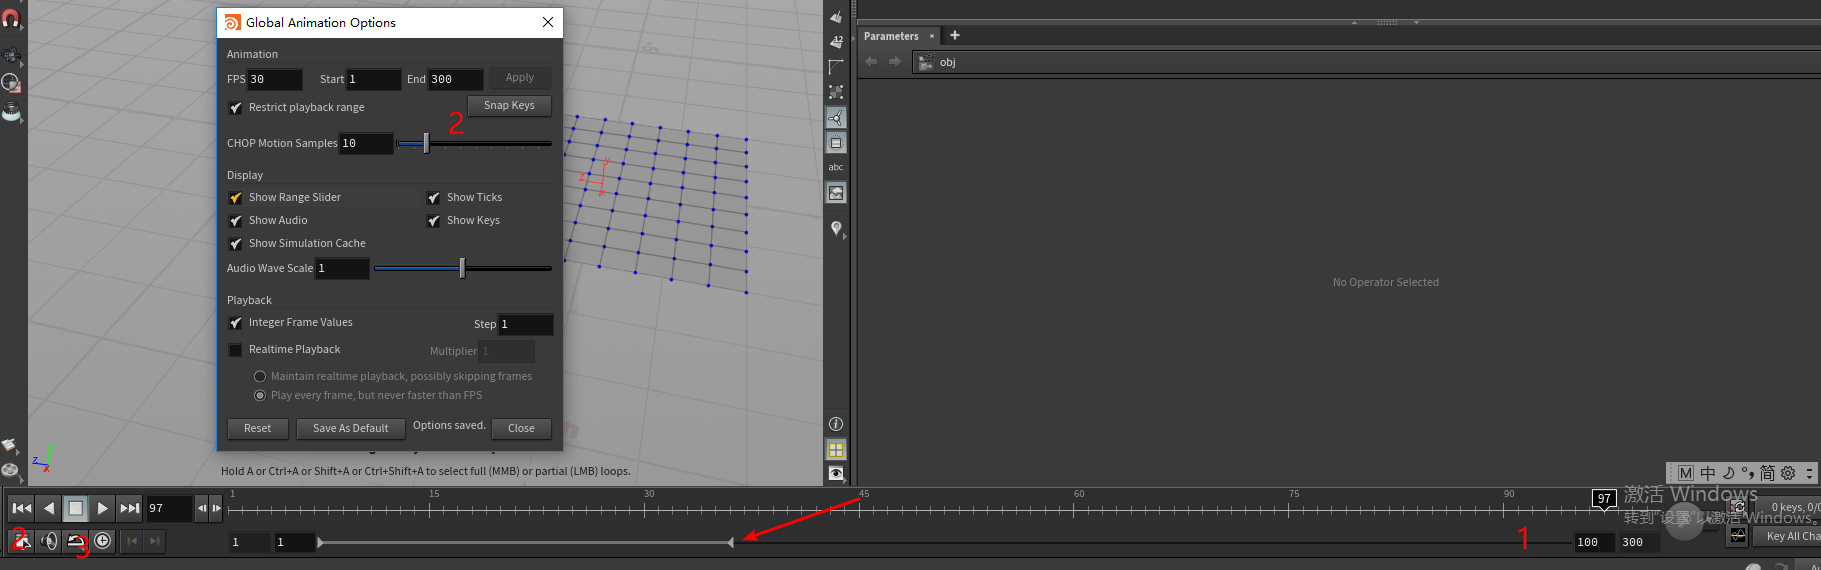 Global Animation Options
Animation
FPS 30 Start 1 End 300 Apply
Restrict playback range Snap Keys
2
CHOP Motion Samples 10
Display
Show Range Slider Show Ticks
Show Audio Show Keys
Show Simulation Cache
Audio Wave Scale 1
Playback
Integer Frame Values Step 1
Realtime Playback Multiplier 1
Maintain realtime playback, possibly skipping frames
Play every frame, but never faster than FPS
Reset Save As Default Options saved. Close
Hold A or Ctrl+A or Shift+A or Ctrl+Shift+A to select full (MMB) or partial (LMB) loops.
y
z
x
z
x
12
abc
Parameters × +
obj
No Operator Selected
M 中 简
激活 Windows
转到"设置"以激活 Windows。
1 15 30 45 60 75 90 97
97
0 keys, 0/0
2 3
1 1 1 100 300
Key All Cha